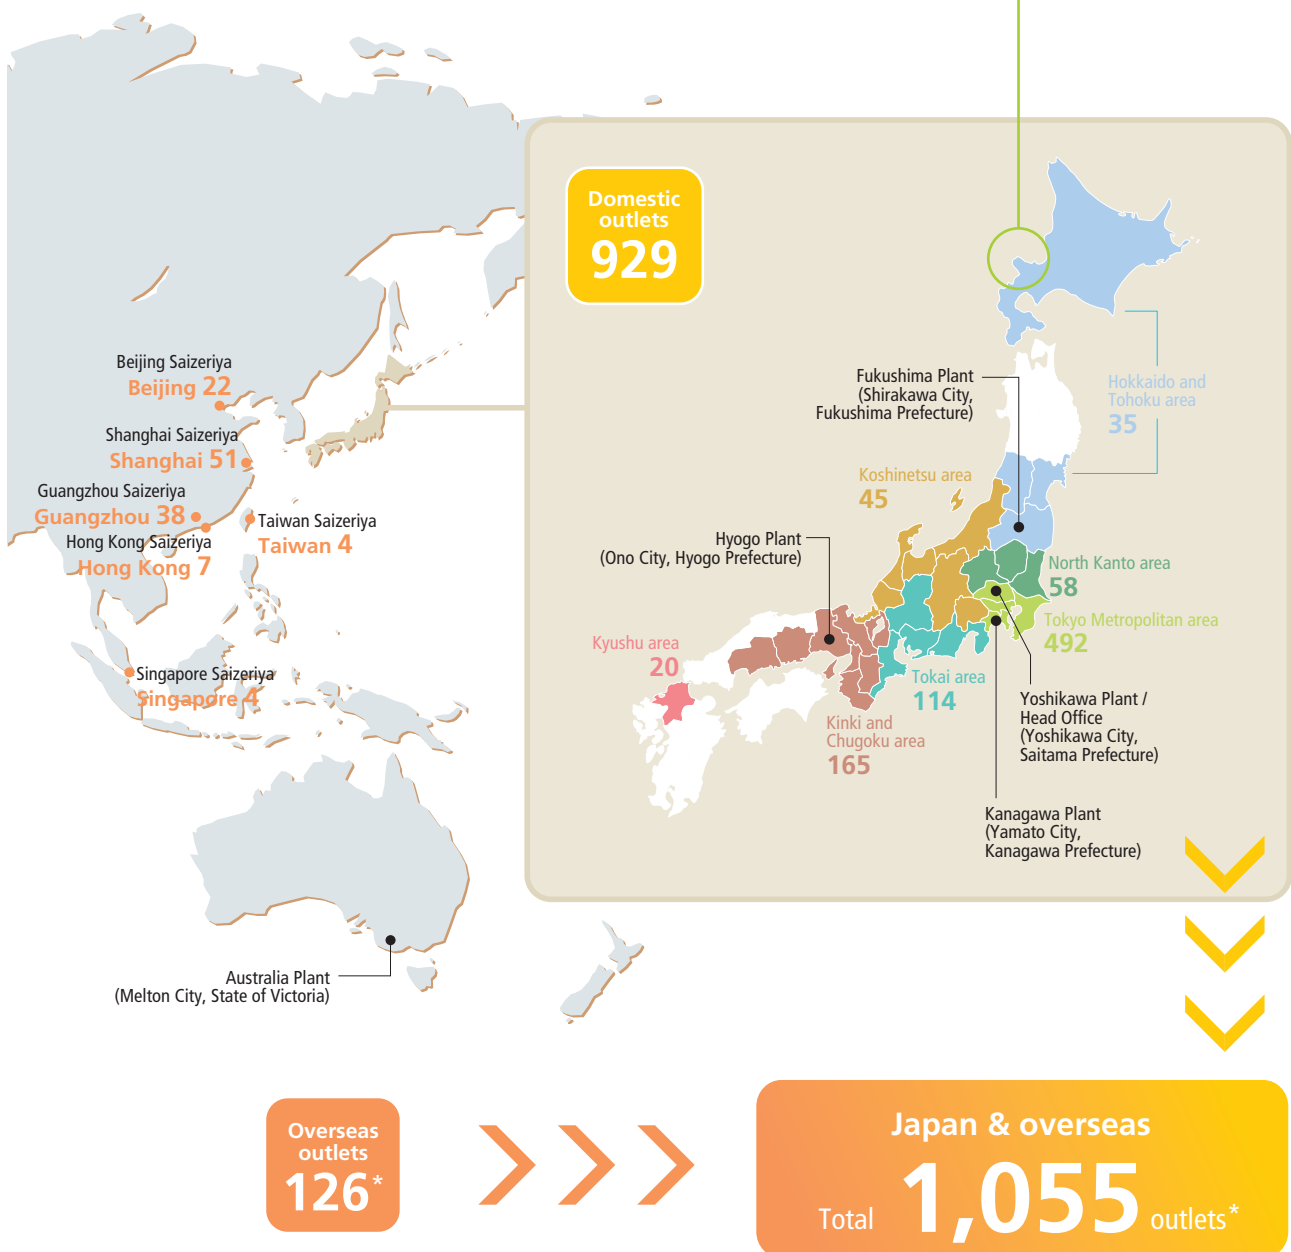 Domestic
outlets
929
Beijing Saizeriya
Beijing 22
Shanghai Saizeriya
Shanghai 51
Guangzhou Saizeriya
Guangzhou 38
Hong Kong Saizeriya
Hong Kong 7
Taiwan Saizeriya
Taiwan 4
Singapore Saizeriya
Singapore 4
Fukushima Plant
(Shirakawa City,
Fukushima Prefecture)
Hokkaido and
Tohoku area
35
Koshinetsu area
45
Hyogo Plant
(Ono City, Hyogo Prefecture)
North Kanto area
58
Tokyo Metropolitan area
492
Kyushu area
20
Tokai area
114
Kinki and
Chugoku area
165
Yoshikawa Plant /
Head Office
(Yoshikawa City,
Saitama Prefecture)
Kanagawa Plant
(Yamato City,
Kanagawa Prefecture)
Australia Plant
(Melton City, State of Victoria)
Overseas
outlets
126*
Japan & overseas
Total 1,055 outlets*